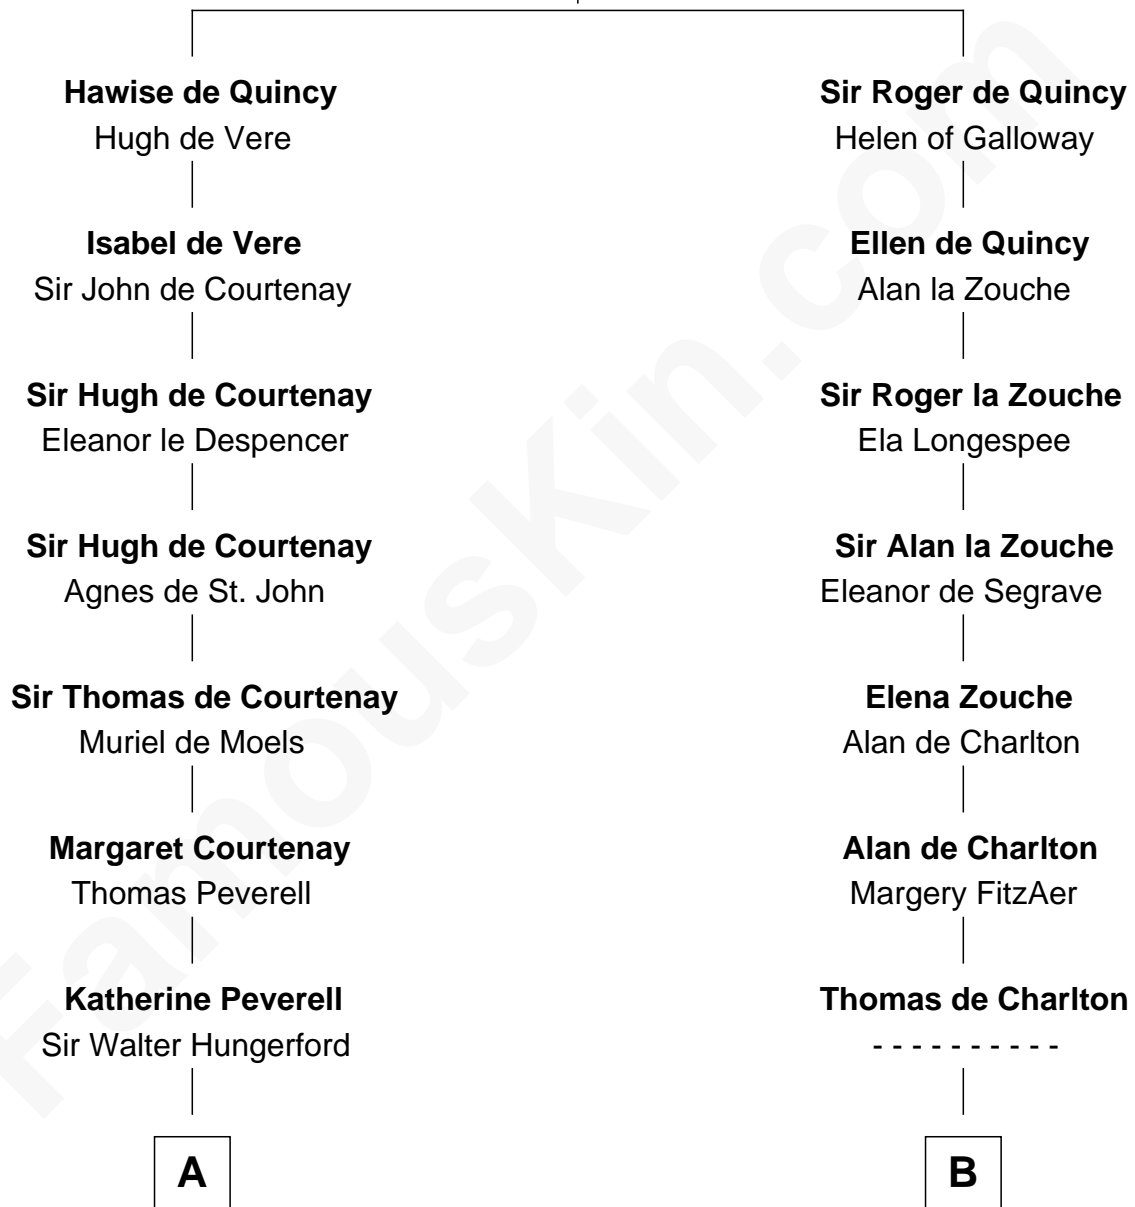 Hawise de Quincy
Hugh de Vere
Isabel de Vere
Sir John de Courtenay
Sir Hugh de Courtenay
Eleanor le Despencer
Sir Hugh de Courtenay
Agnes de St. John
Sir Thomas de Courtenay
Muriel de Moels
Margaret Courtenay
Thomas Peverell
Katherine Peverell
Sir Walter Hungerford
A
Sir Roger de Quincy
Helen of Galloway
Ellen de Quincy
Alan la Zouche
Sir Roger la Zouche
Ela Longespee
Sir Alan la Zouche
Eleanor de Segrave
Elena Zouche
Alan de Charlton
Alan de Charlton
Margery FitzAer
Thomas de Charlton
- - - - - - - - - -
B
FamousKin.com